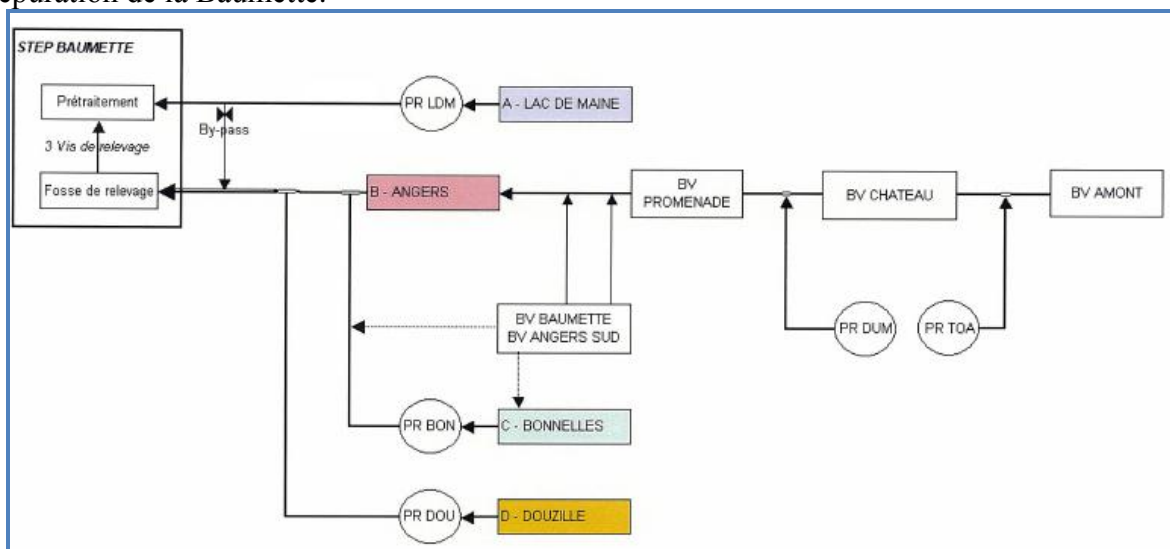 épuration de la Baumette.
STEP BAUMETTE
Prétraitement
PR LDM
A - LAC DE MAINE
By-pass
3 Vis de relevage
Fosse de relevage
B - ANGERS
BV
PROMENADE
BV CHATEAU
BV AMONT
BV BAUMETTE
BV ANGERS SUD
PR DUM
PR TOA
PR BON
C - BONNELLES
PR DOU
D - DOUZILLE